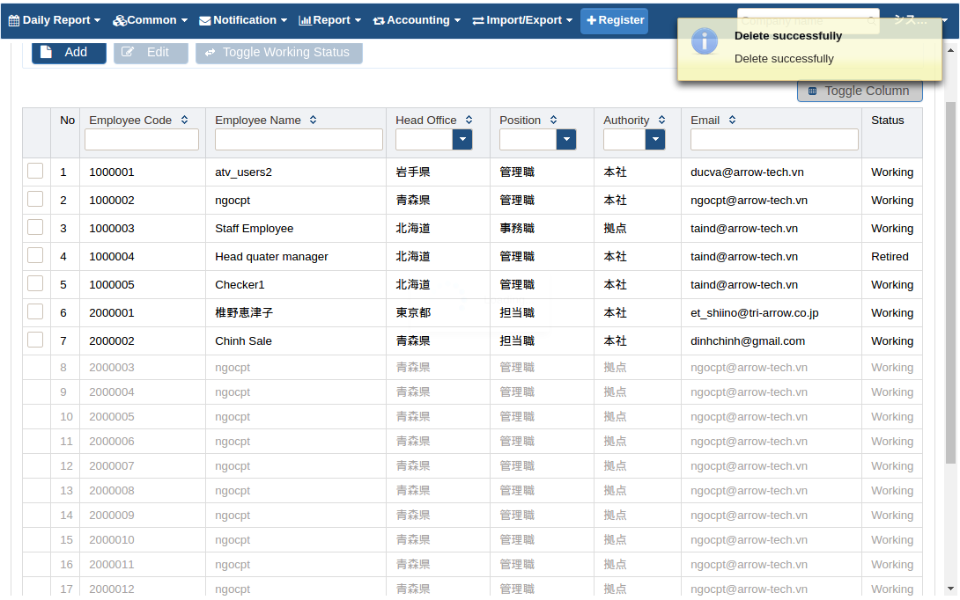 Daily Report Common Notification Report Accounting Import/Export Register シス...
Delete successfully
Delete successfully
Add Edit Toggle Working Status
Toggle Column
No Employee Code Employee Name Head Office Position Authority Email Status
1 1000001 atv_users2 岩手県 管理職 本社 ducva@arrow-tech.vn Working
2 1000002 ngocpt 青森県 管理職 本社 ngocpt@arrow-tech.vn Working
3 1000003 Staff Employee 北海道 事務職 拠点 taind@arrow-tech.vn Working
4 1000004 Head quater manager 北海道 管理職 本社 taind@arrow-tech.vn Retired
5 1000005 Checker1 北海道 管理職 本社 taind@arrow-tech.vn Working
6 2000001 椎野恵津子 東京都 担当職 本社 et_shiino@tri-arrow.co.jp Working
7 2000002 Chinh Sale 青森県 担当職 本社 dinhchinh@gmail.com Working
8 2000003 ngocpt 青森県 管理職 拠点 ngocpt@arrow-tech.vn Working
9 2000004 ngocpt 青森県 管理職 拠点 ngocpt@arrow-tech.vn Working
10 2000005 ngocpt 青森県 管理職 拠点 ngocpt@arrow-tech.vn Working
11 2000006 ngocpt 青森県 管理職 拠点 ngocpt@arrow-tech.vn Working
12 2000007 ngocpt 青森県 管理職 拠点 ngocpt@arrow-tech.vn Working
13 2000008 ngocpt 青森県 管理職 拠点 ngocpt@arrow-tech.vn Working
14 2000009 ngocpt 青森県 管理職 拠点 ngocpt@arrow-tech.vn Working
15 2000010 ngocpt 青森県 管理職 拠点 ngocpt@arrow-tech.vn Working
16 2000011 ngocpt 青森県 管理職 拠点 ngocpt@arrow-tech.vn Working
17 2000012 ngocpt 青森県 管理職 拠点 ngocpt@arrow-tech.vn Working